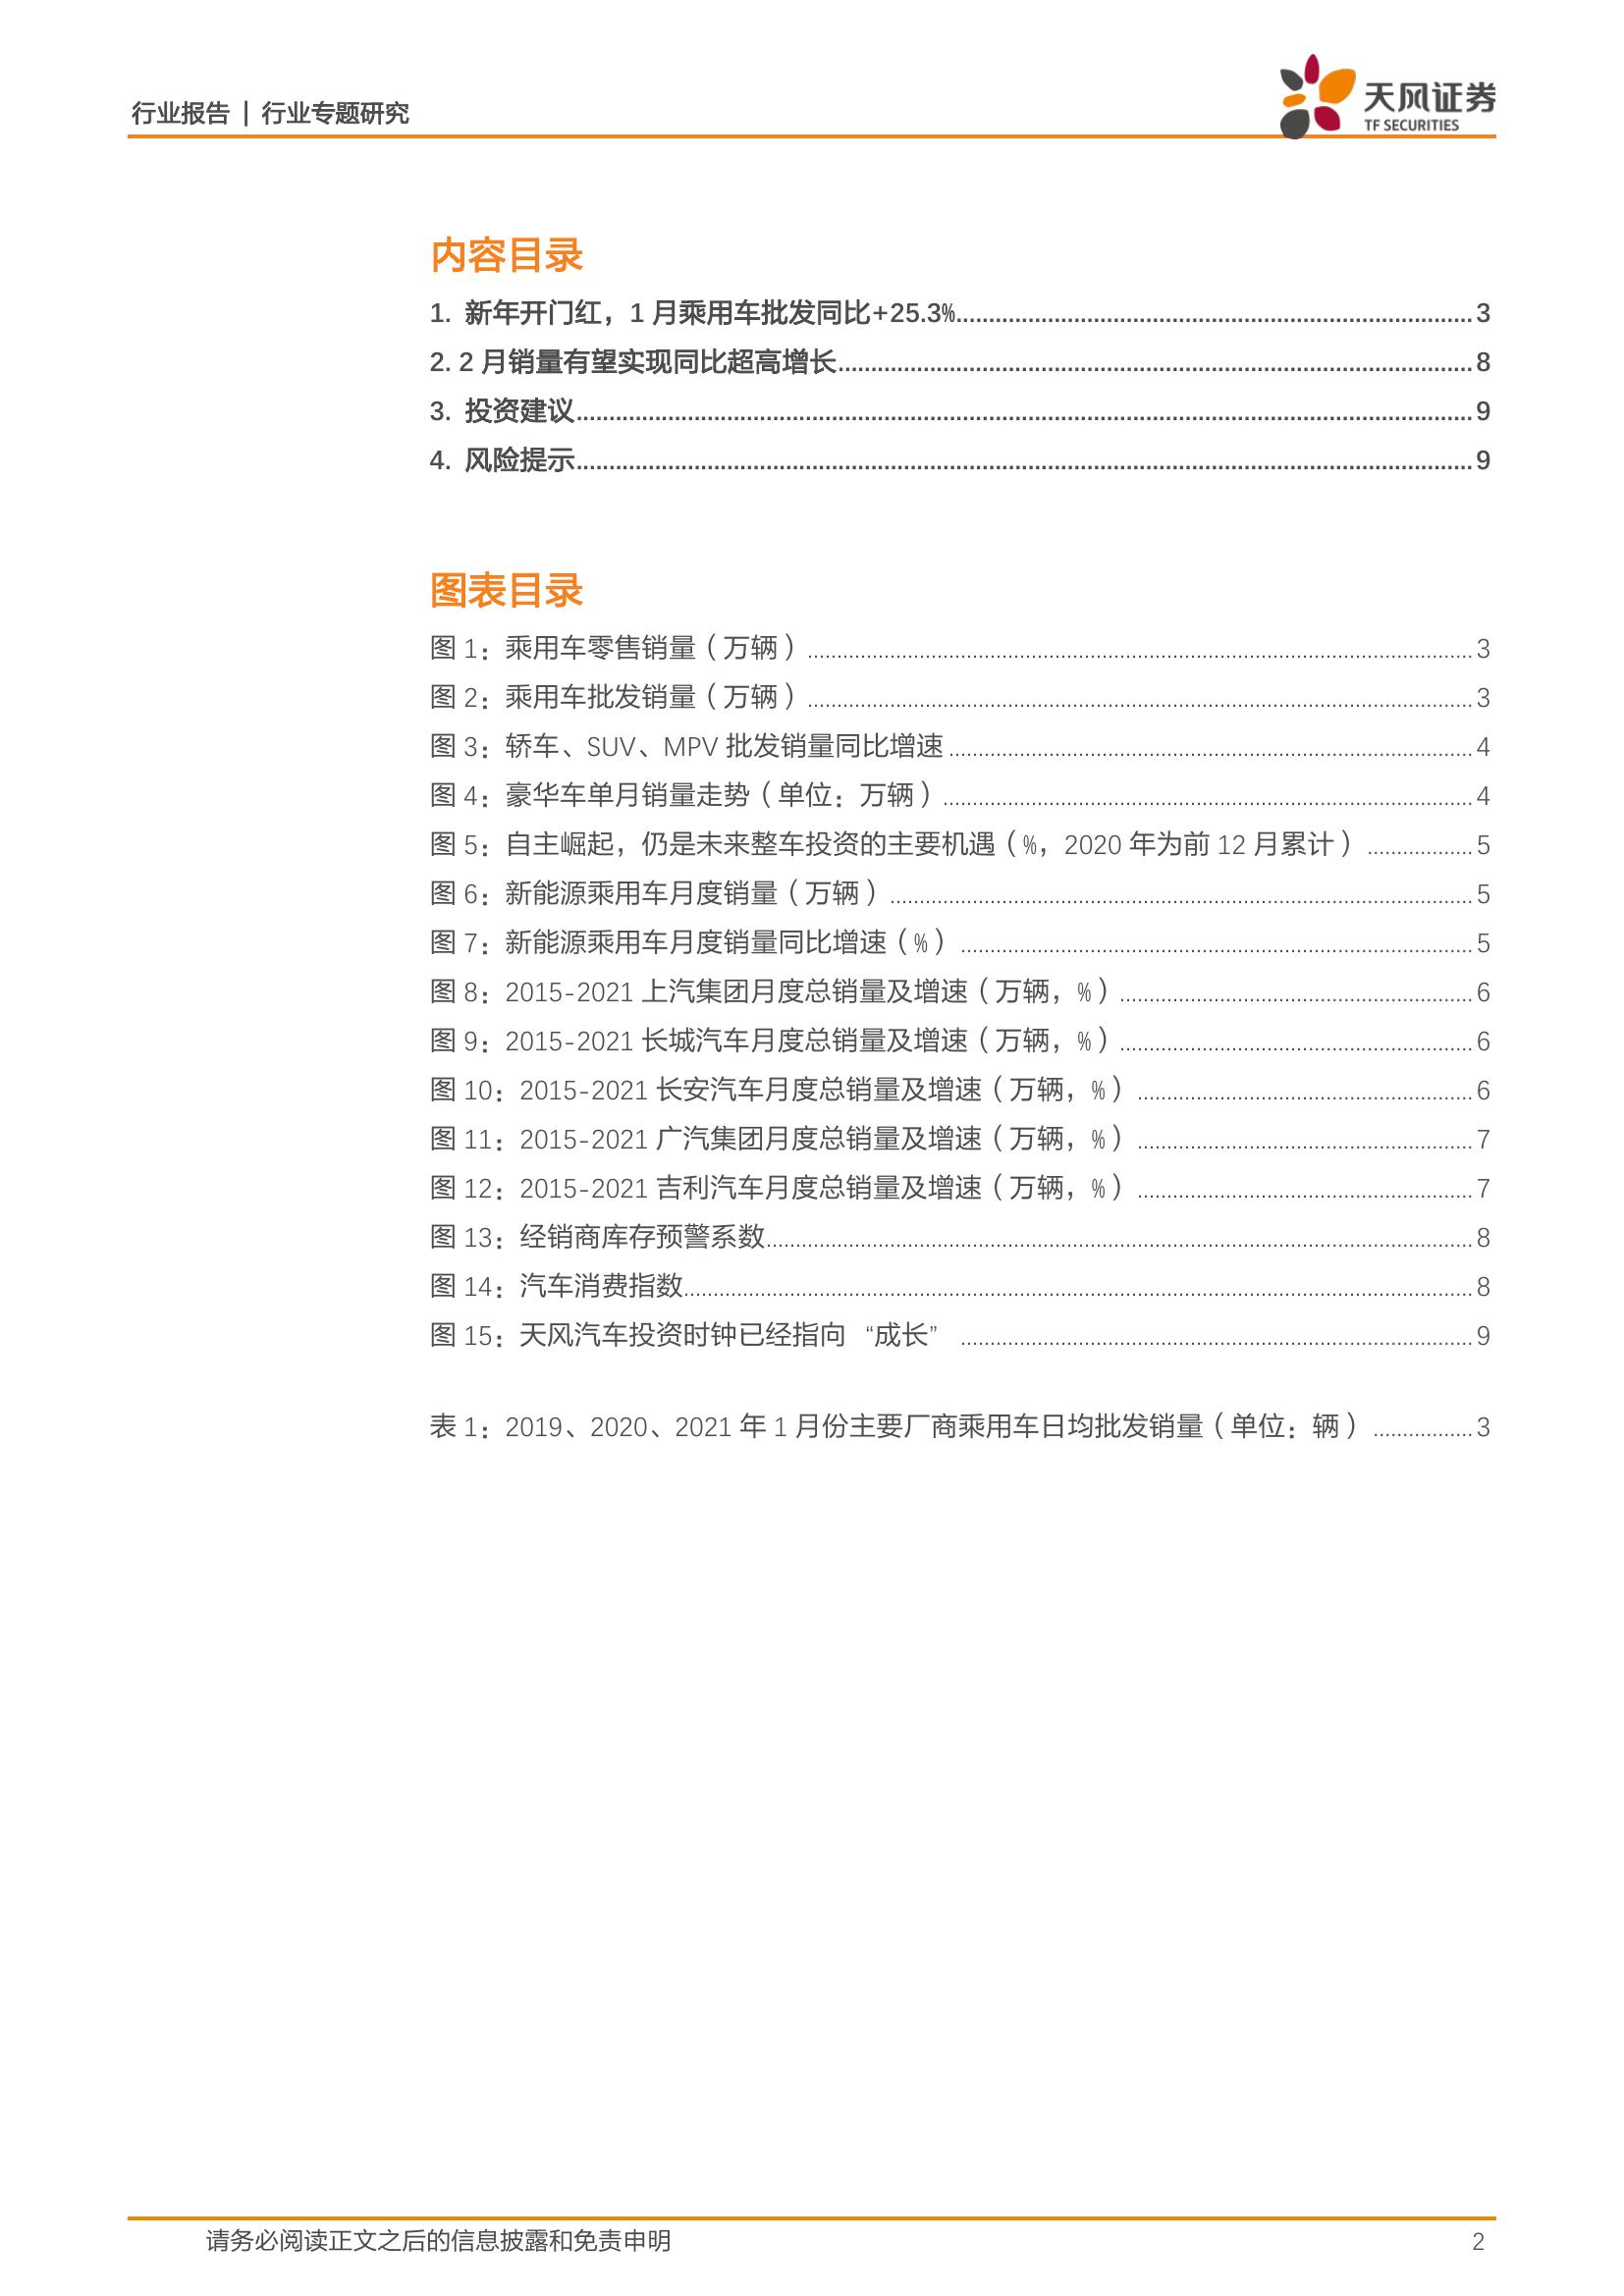 行业报告 | 行业专题研究
天风证券
TF SECURITIES
内容目录
1. 新年开门红，1 月乘用车批发同比+25.3%........3
2. 2 月销量有望实现同比超高增长........8
3. 投资建议........9
4. 风险提示........9
图表目录
图 1：乘用车零售销量（万辆）........3
图 2：乘用车批发销量（万辆）........3
图 3：轿车、SUV、MPV 批发销量同比增速........4
图 4：豪华车单月销量走势（单位：万辆）........4
图 5：自主崛起，仍是未来整车投资的主要机遇（%，2020 年为前 12 月累计）........5
图 6：新能源乘用车月度销量（万辆）........5
图 7：新能源乘用车月度销量同比增速（%）........5
图 8：2015-2021 上汽集团月度总销量及增速（万辆，%）........6
图 9：2015-2021 长城汽车月度总销量及增速（万辆，%）........6
图 10：2015-2021 长安汽车月度总销量及增速（万辆，%）........6
图 11：2015-2021 广汽集团月度总销量及增速（万辆，%）........7
图 12：2015-2021 吉利汽车月度总销量及增速（万辆，%）........7
图 13：经销商库存预警系数........8
图 14：汽车消费指数........8
图 15：天风汽车投资时钟已经指向 “成长” ........9
表 1：2019、2020、2021 年 1 月份主要厂商乘用车日均批发销量（单位：辆）........3
请务必阅读正文之后的信息披露和免责申明 2